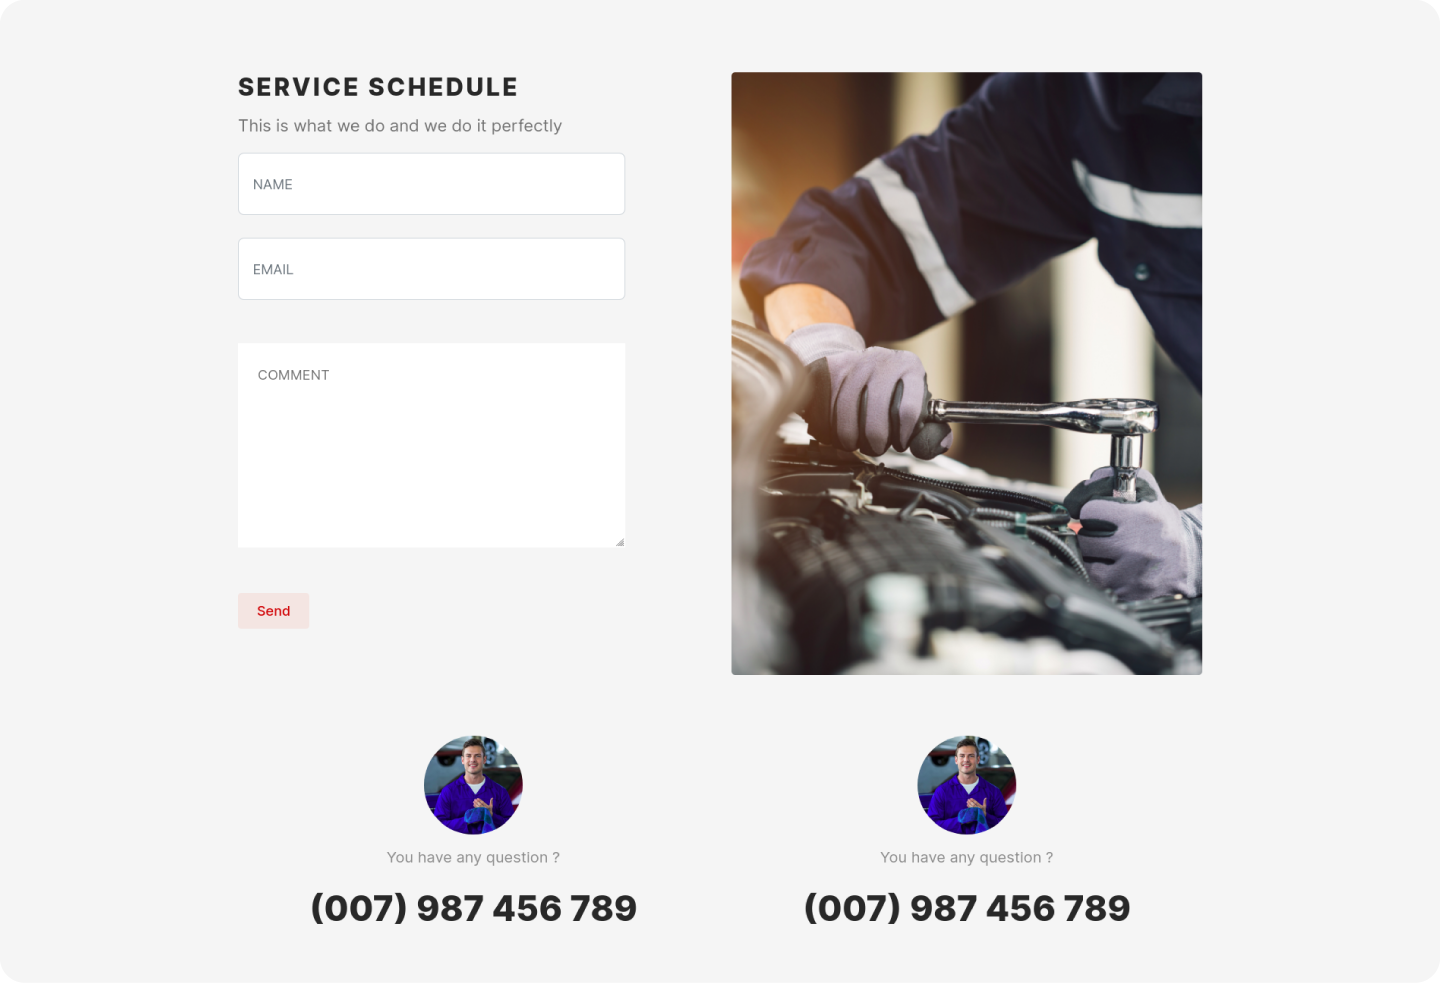 SERVICE SCHEDULE
This is what we do and we do it perfectly
NAME
EMAIL
COMMENT
Send
You have any question ?
(007) 987 456 789
You have any question ?
(007) 987 456 789